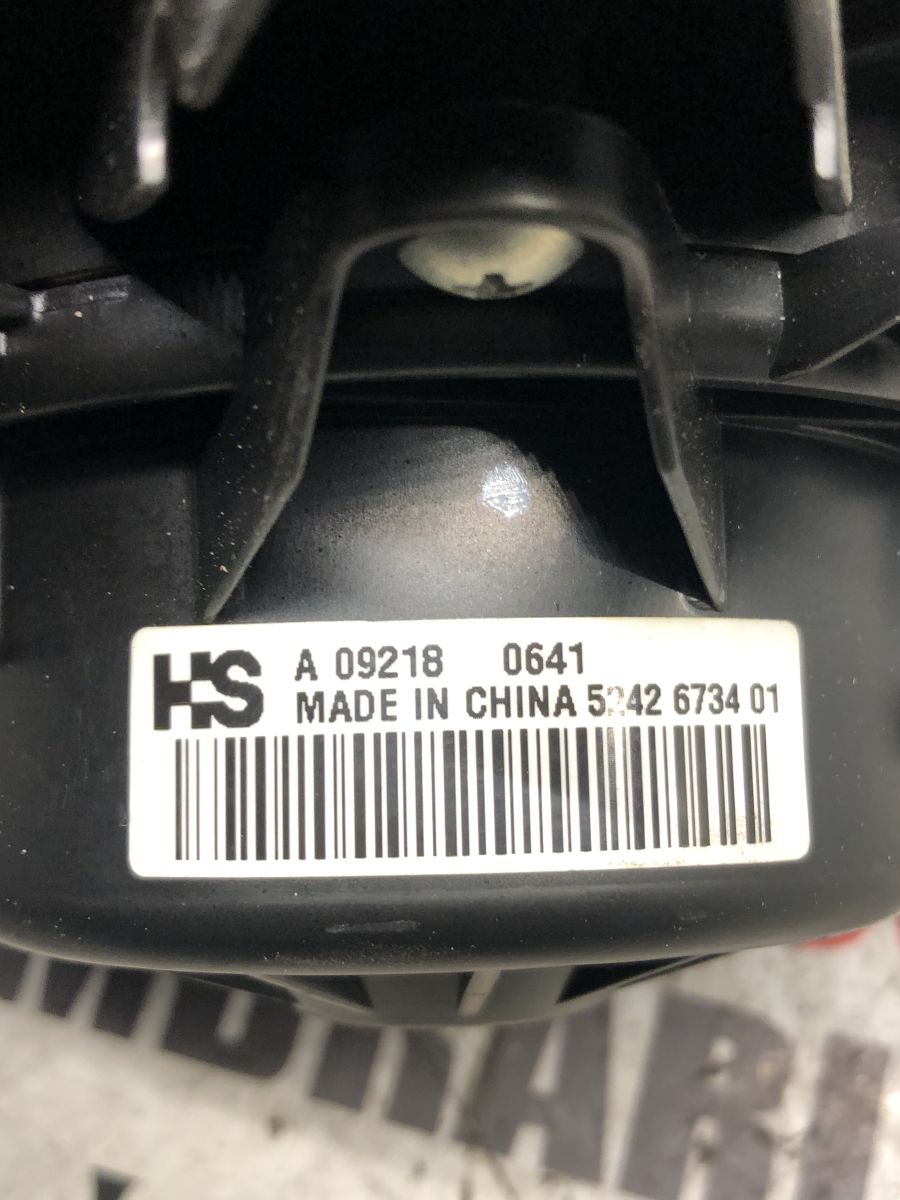 HS
A 09218 0641
MADE IN CHINA 5242 6734 01